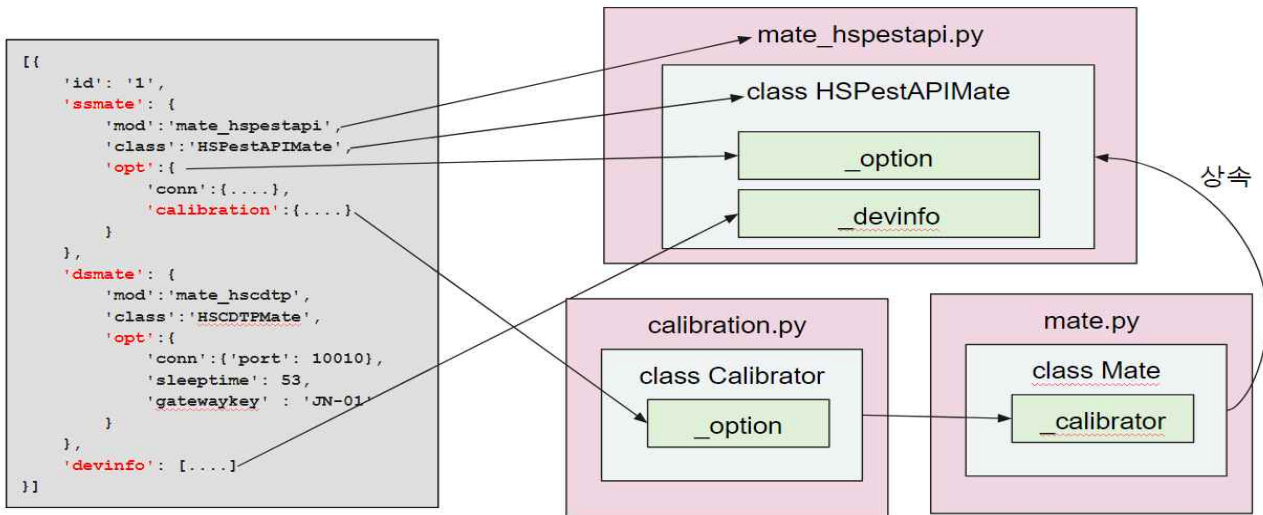 [{
'id': '1',
'ssmate': {
'mod':'mate_hspestapi',
'class':'HSPestAPIMate',
'opt':{
'conn':{....},
'calibration':{....}
}
},
'dsmate': {
'mod':'mate_hscdtp',
'class':'HSCDTPMate',
'opt':{
'conn':{'port': 10010},
'sleeptime': 53,
'gatewaykey' : 'JN-01'
}
},
'devinfo': [....]
}]
mate_hspestapi.py
class HSPestAPIMate
_option
_devinfo
상속
calibration.py
class Calibrator
_option
mate.py
class Mate
_calibrator